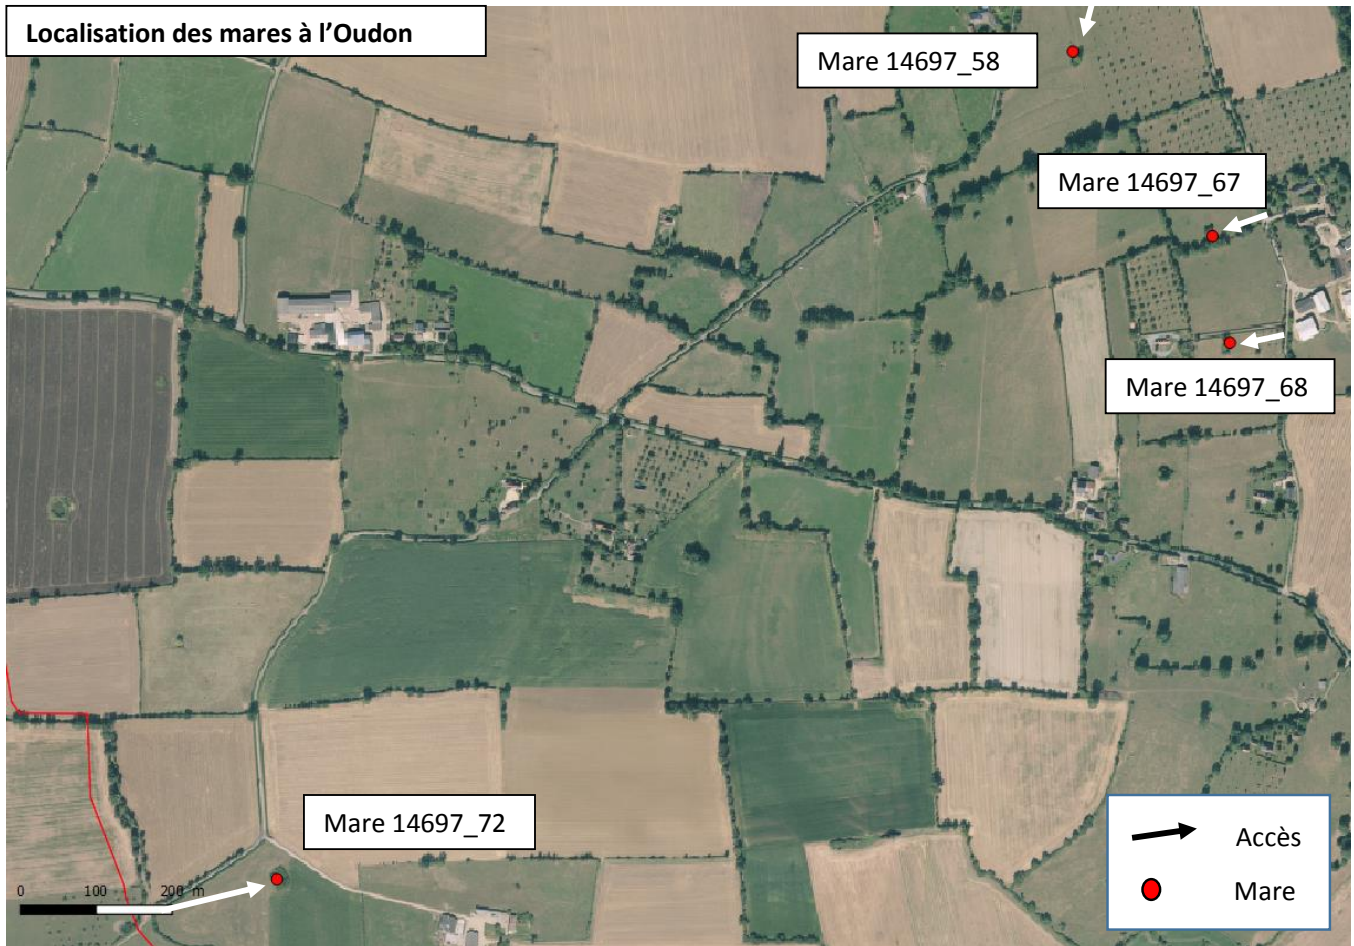 Localisation des mares à l’Oudon
Mare 14697_58
Mare 14697_67
Mare 14697_68
Mare 14697_72
0 100 200 m
Accès
Mare